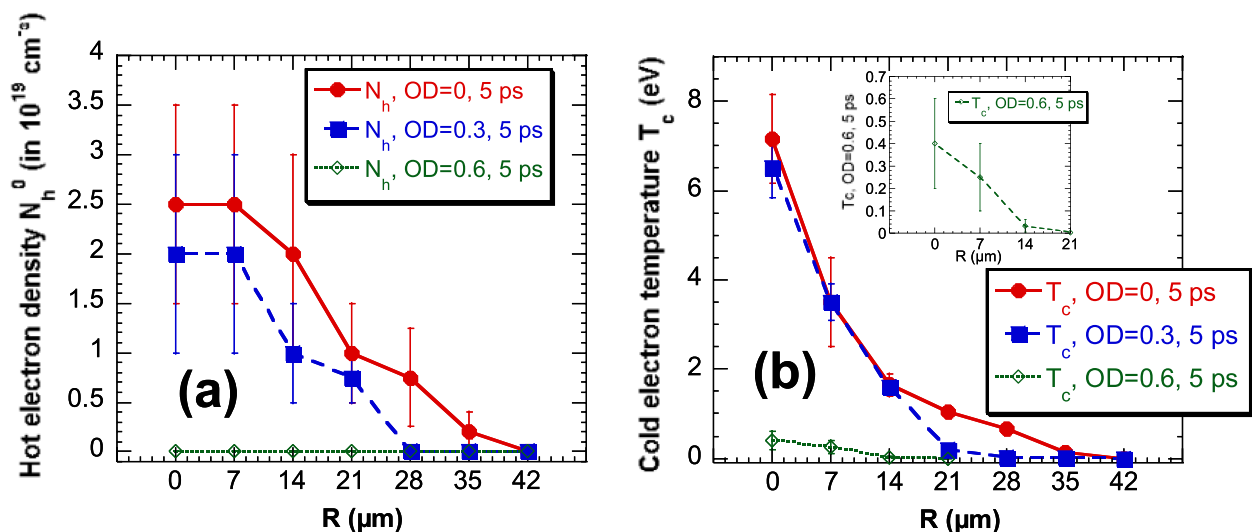 Hot electron density N_h^0 (in 10^19 cm^-3)
4
3.5
3
2.5
2
1.5
1
0.5
0
N_h, OD=0, 5 ps
N_h, OD=0.3, 5 ps
N_h, OD=0.6, 5 ps
(a)
0 7 14 21 28 35 42
R (µm)
Cold electron temperature T_c (eV)
8
6
4
2
0
Tc, OD=0.6, 5 ps
0.7
0.6
0.5
0.4
0.3
0.2
0.1
0
T_c, OD=0.6, 5 ps
0 7 14 21
R (µm)
T_c, OD=0, 5 ps
T_c, OD=0.3, 5 ps
T_c, OD=0.6, 5 ps
(b)
0 7 14 21 28 35 42
R (µm)